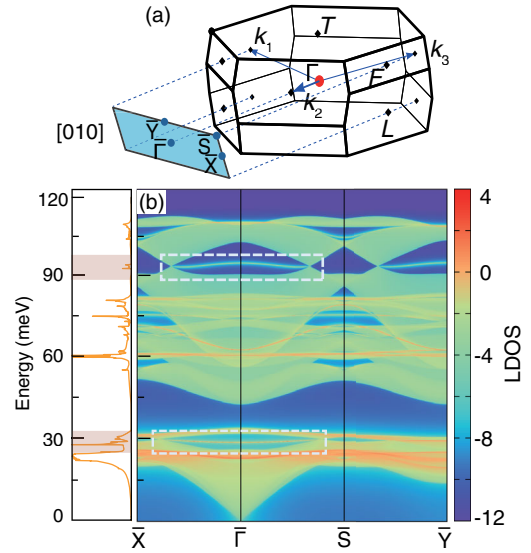 (a)
k1
T
k3
Γ
F
k2
[010]
Y̅
Γ̅
S̅
X̅
L
(b)
120
90
60
30
0
Energy (meV)
4
0
-4
-8
-12
LDOS
X̅
Γ̅
S̅
Y̅